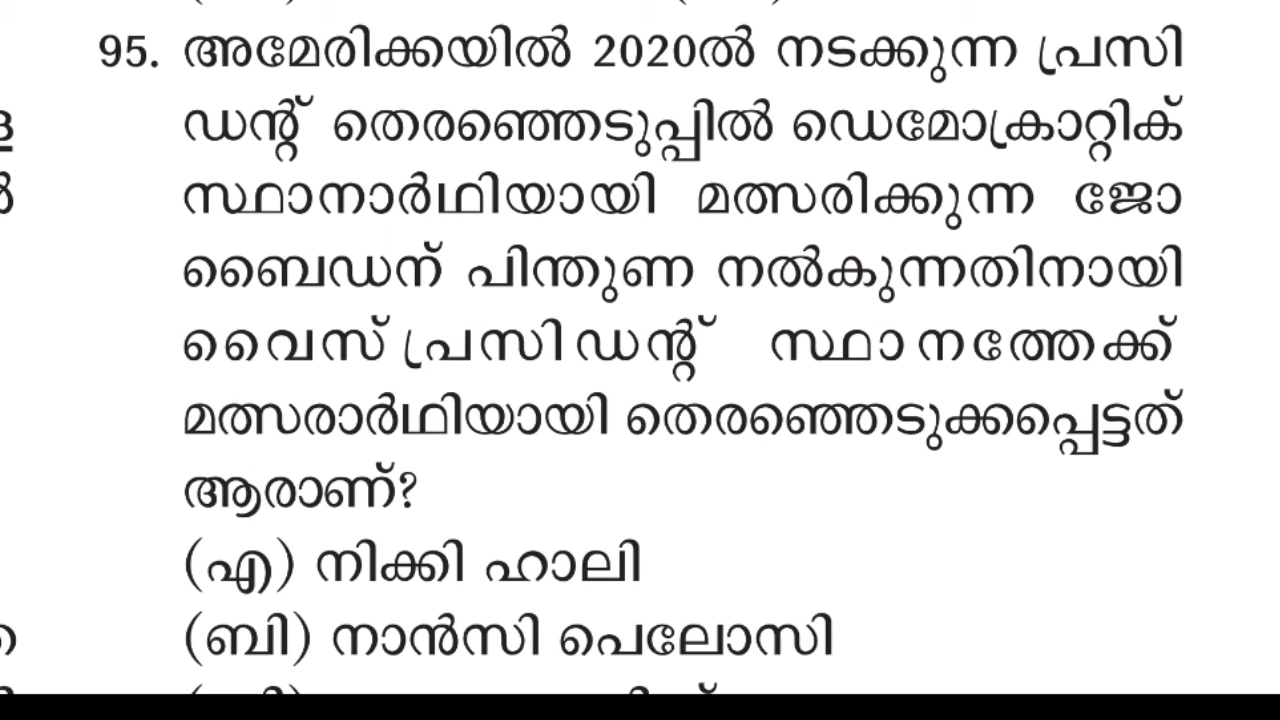 95. അമേരിക്കയിൽ 2020ൽ നടക്കുന്ന പ്രസി
ഡന്റ് തെരഞ്ഞെടുപ്പിൽ ഡെമോക്രാറ്റിക്
സ്ഥാനാർഥിയായി മത്സരിക്കുന്ന ജോ
ബൈഡന് പിന്തുണ നൽകുന്നതിനായി
വൈസ് പ്രസിഡന്റ് സ്ഥാനത്തേക്ക്
മത്സരാർഥിയായി തെരഞ്ഞെടുക്കപ്പെട്ടത്
ആരാണ്?
(എ) നിക്കി ഹാലി
(ബി) നാൻസി പെലോസി